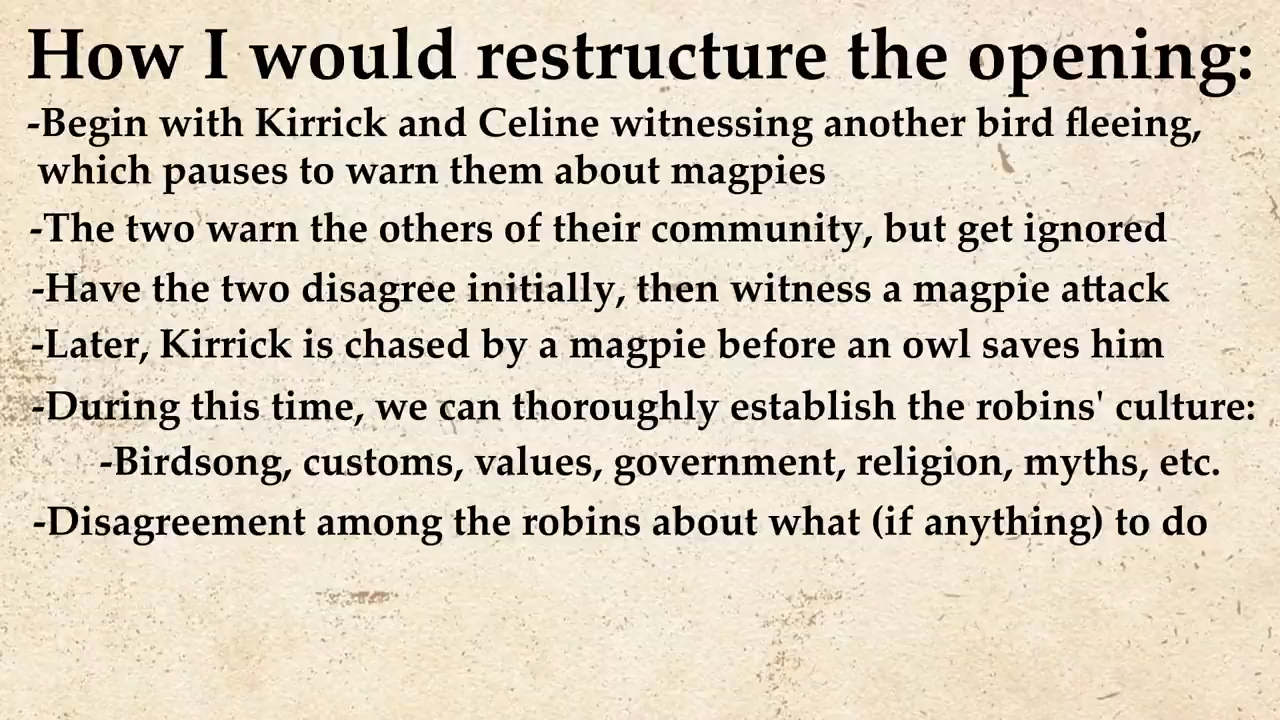 How I would restructure the opening:
-Begin with Kirrick and Celine witnessing another bird fleeing,
which pauses to warn them about magpies
-The two warn the others of their community, but get ignored
-Have the two disagree initially, then witness a magpie attack
-Later, Kirrick is chased by a magpie before an owl saves him
-During this time, we can thoroughly establish the robins' culture:
-Birdsong, customs, values, government, religion, myths, etc.
-Disagreement among the robins about what (if anything) to do